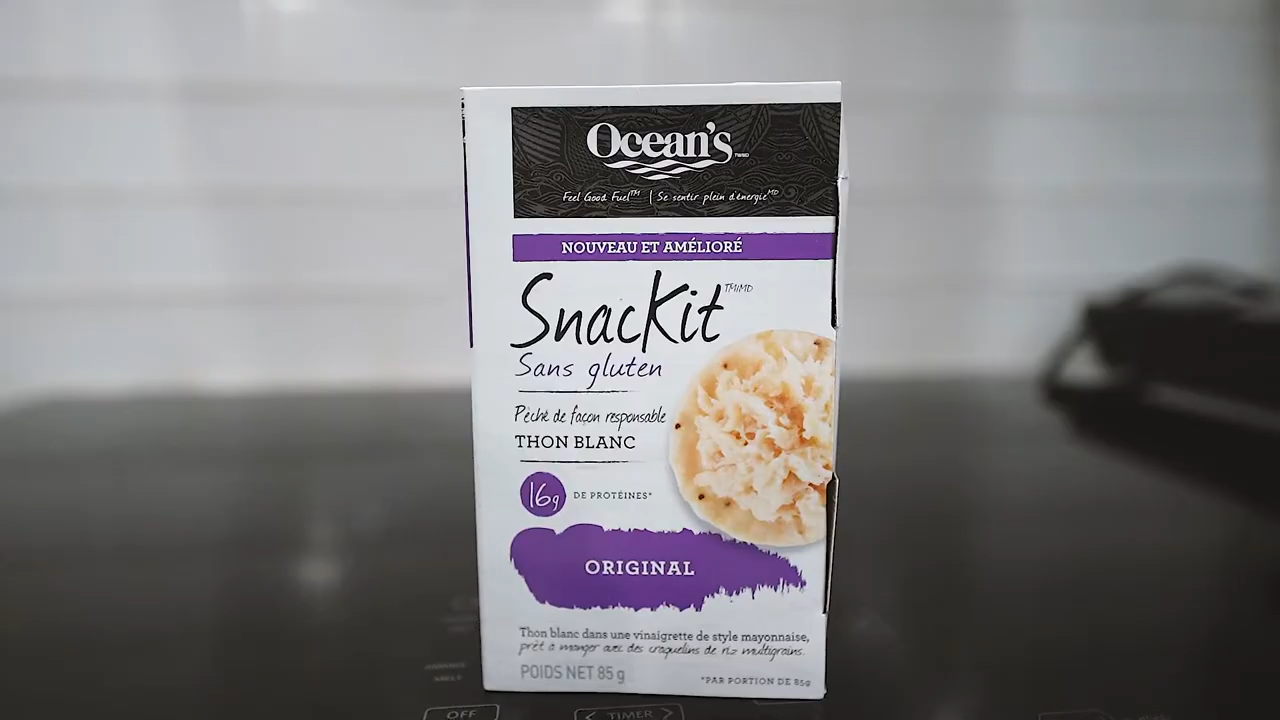 Ocean's TM/MD
Feel Good Fuel™ | Se sentir plein d'énergie MD
NOUVEAU ET AMÉLIORÉ
SnacKit TM/MD
Sans gluten
Pêché de façon responsable
THON BLANC
16g DE PROTÉINES*
ORIGINAL
Thon blanc dans une vinaigrette de style mayonnaise,
prêt à manger avec des craquelins de riz multigrains.
POIDS NET 85 g
*PAR PORTION DE 85g
OFF
< TIMER >